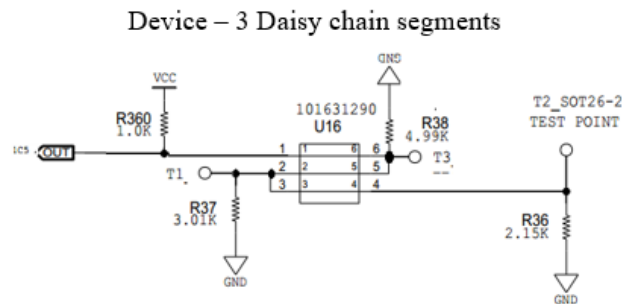 Device – 3 Daisy chain segments
GND
VCC
T2_SOT26-2
TEST POINT
R360
1.0K
101631290
U16
R38
4.99K
OUT
1 1 6 6
2 2 5 5
3 3 4 4
T1
T3
R37
3.01K
R36
2.15K
GND
GND